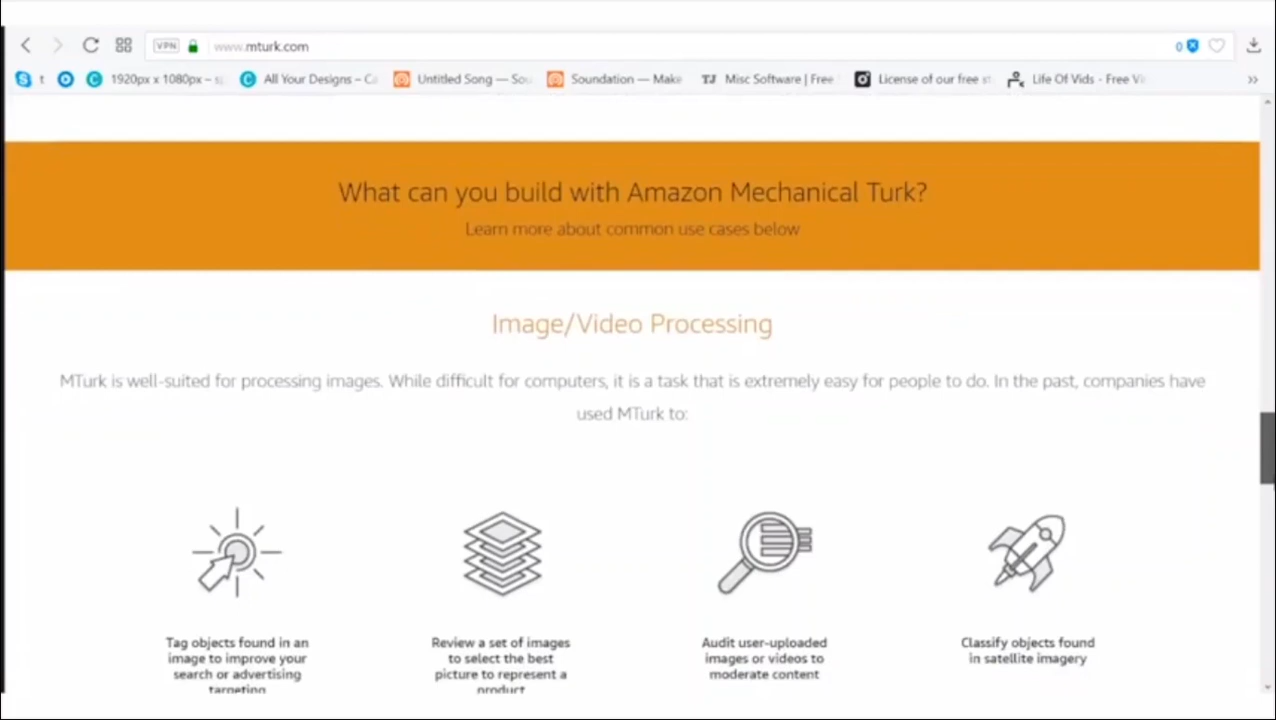 VPN www.mturk.com 0
t 1920px x 1080px – s All Your Designs – Ca Untitled Song — Sou Soundation — Make TJ Misc Software | Free License of our free st Life Of Vids - Free Vi »
What can you build with Amazon Mechanical Turk?
Learn more about common use cases below
Image/Video Processing
MTurk is well-suited for processing images. While difficult for computers, it is a task that is extremely easy for people to do. In the past, companies have
used MTurk to:
Tag objects found in an
image to improve your
search or advertising
targeting
Review a set of images
to select the best
picture to represent a
product
Audit user-uploaded
images or videos to
moderate content
Classify objects found
in satellite imagery